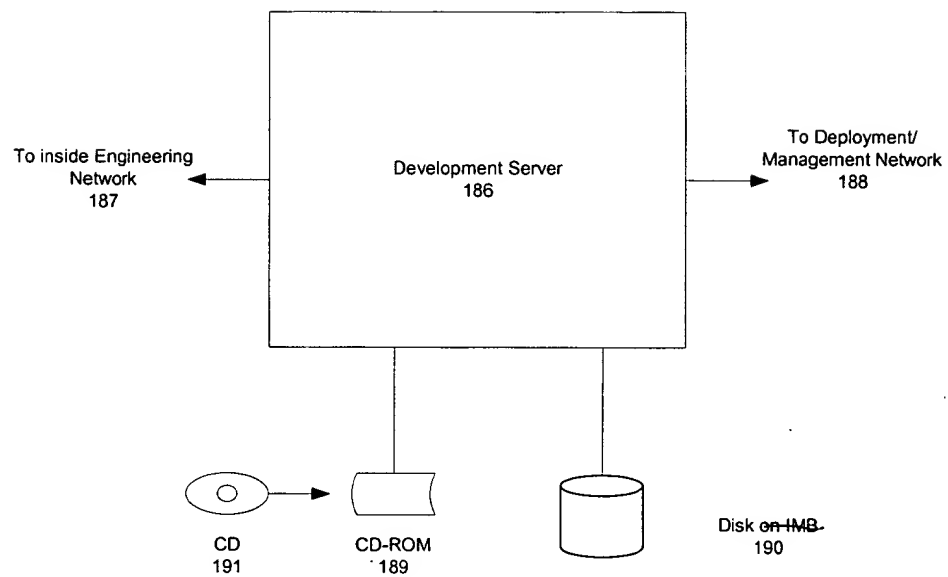 To inside Engineering
Network
187
Development Server
186
To Deployment/
Management Network
188
CD
191
CD-ROM
189
Disk on IMB
190